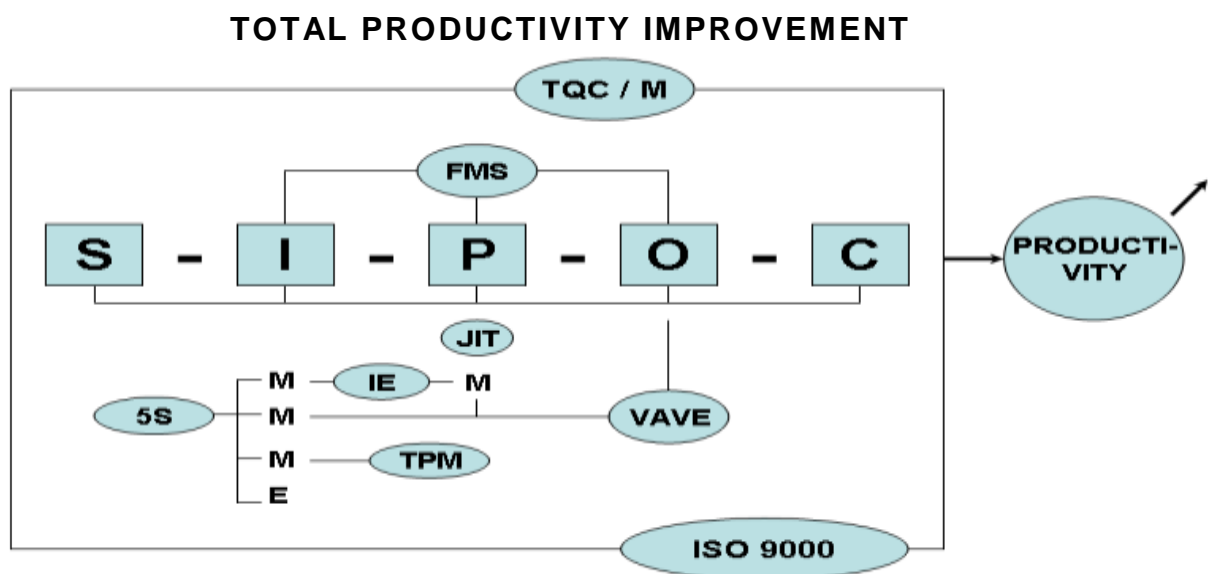 TOTAL PRODUCTIVITY IMPROVEMENT
TQC / M
FMS
S - I - P - O - C
PRODUCTI-
VITY
JIT
M IE M
5S M VAVE
M TPM
E
ISO 9000